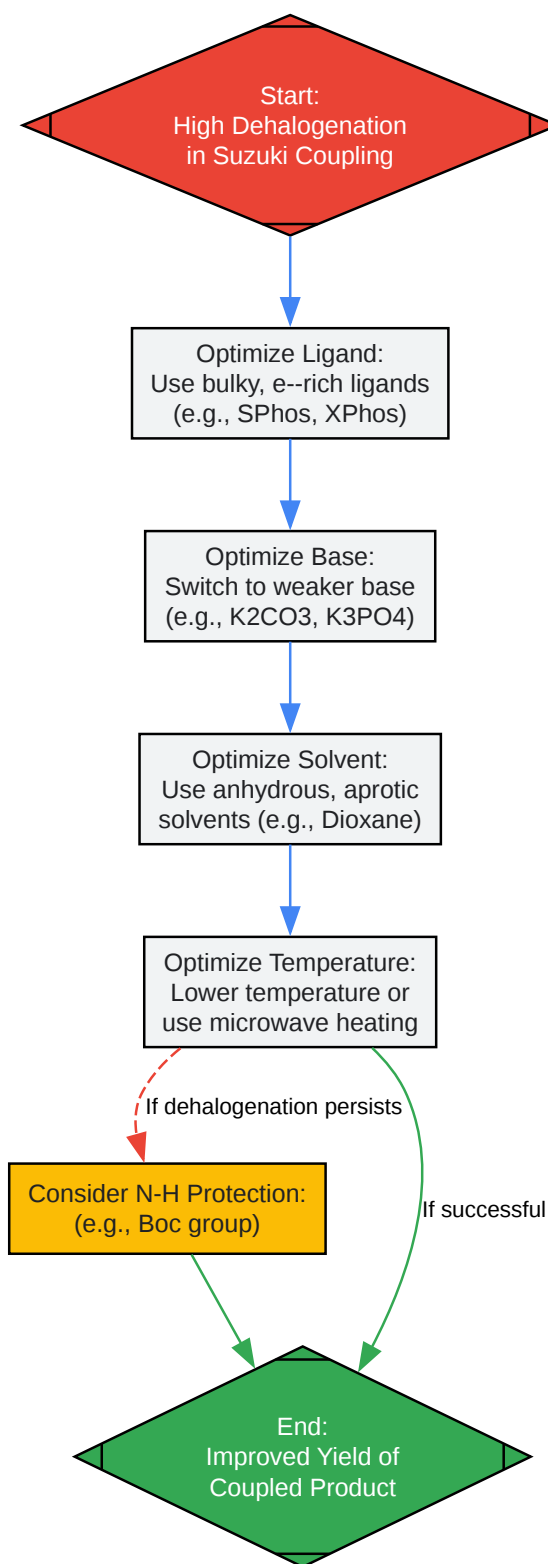 Start:
High Dehalogenation
in Suzuki Coupling
Optimize Ligand:
Use bulky, e--rich ligands
(e.g., SPhos, XPhos)
Optimize Base:
Switch to weaker base
(e.g., K2CO3, K3PO4)
Optimize Solvent:
Use anhydrous, aprotic
solvents (e.g., Dioxane)
Optimize Temperature:
Lower temperature or
use microwave heating
If dehalogenation persists
Consider N-H Protection:
(e.g., Boc group)
If successful
End:
Improved Yield of
Coupled Product